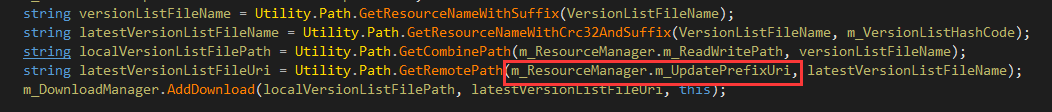 string versionListFileName = Utility.Path.GetResourceNameWithSuffix(VersionListFileName);
string latestVersionListFileName = Utility.Path.GetResourceNameWithCrc32AndSuffix(VersionListFileName, m_VersionListHashCode);
string localVersionListFilePath = Utility.Path.GetCombinePath(m_ResourceManager.m_ReadWritePath, versionListFileName);
string latestVersionListFileUri = Utility.Path.GetRemotePath(m_ResourceManager.m_UpdatePrefixUri, latestVersionListFileName);
m_DownloadManager.AddDownload(localVersionListFilePath, latestVersionListFileUri, this);